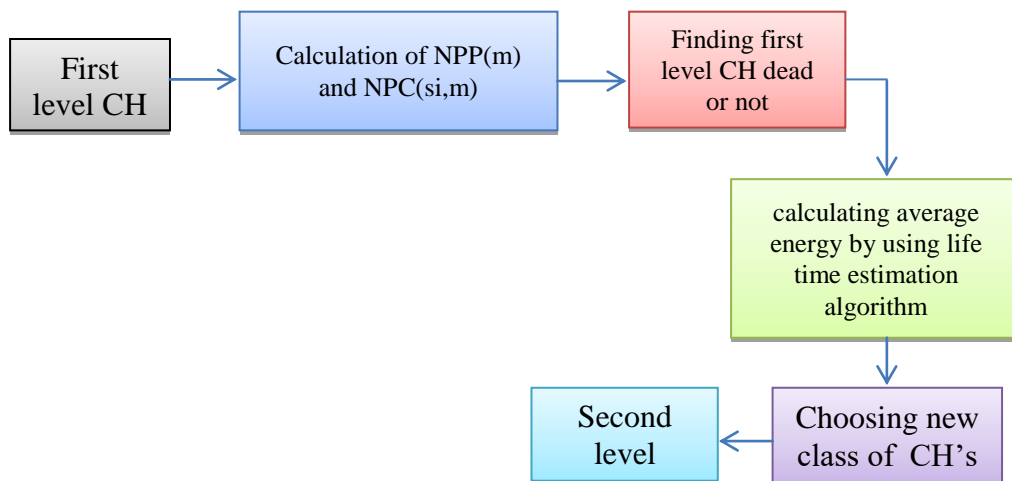 First
level CH
Calculation of NPP(m)
and NPC(si,m)
Finding first
level CH dead
or not
calculating average
energy by using life
time estimation
algorithm
Choosing new
class of CH’s
Second
level